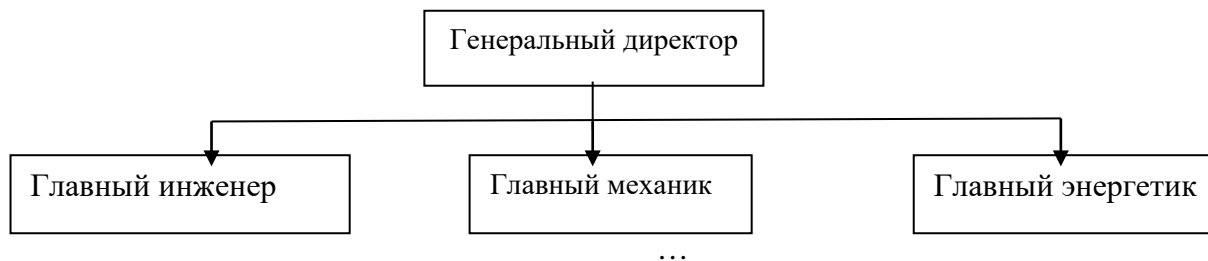 Генеральный директор
Главный инженер
Главный механик
Главный энергетик
…